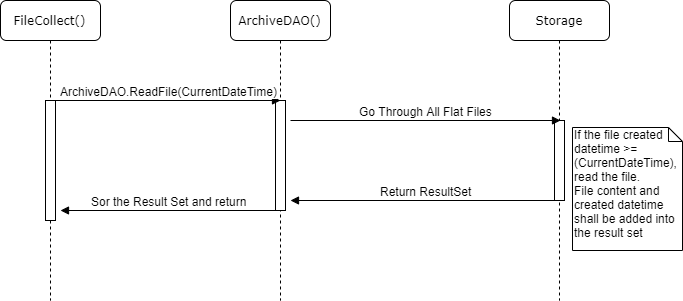 FileCollect()
ArchiveDAO()
Storage
ArchiveDAO.ReadFile(CurrentDateTime)
Go Through All Flat Files
If the file created
datetime >=
(CurrentDateTime),
read the file.
File content and
created datetime
shall be added into
the result set
Return ResultSet
Sor the Result Set and return